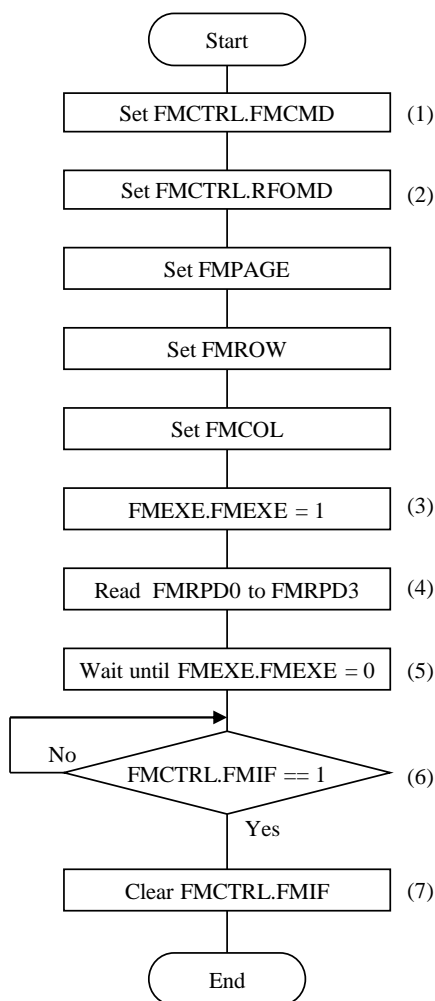 Start
Set FMCTRL.FMCMD (1)
Set FMCTRL.RFOMD (2)
Set FMPAGE
Set FMROW
Set FMCOL
FMEXE.FMEXE = 1 (3)
Read FMRPD0 to FMRPD3 (4)
Wait until FMEXE.FMEXE = 0 (5)
No
FMCTRL.FMIF == 1 (6)
Yes
Clear FMCTRL.FMIF (7)
End